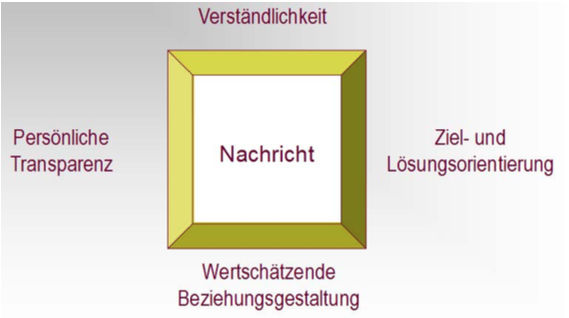 Verständlichkeit
Persönliche
Transparenz
Nachricht
Ziel- und
Lösungsorientierung
Wertschätzende
Beziehungsgestaltung